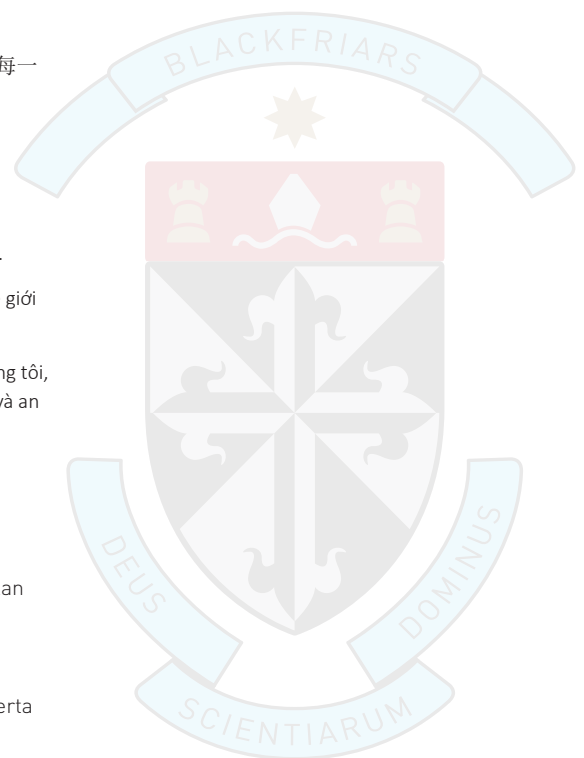 每一
BLACKFRIARS
.
giới
ng tôi,
và an
DEUS
DOMINUS
an
erta
SCIENTIARUM